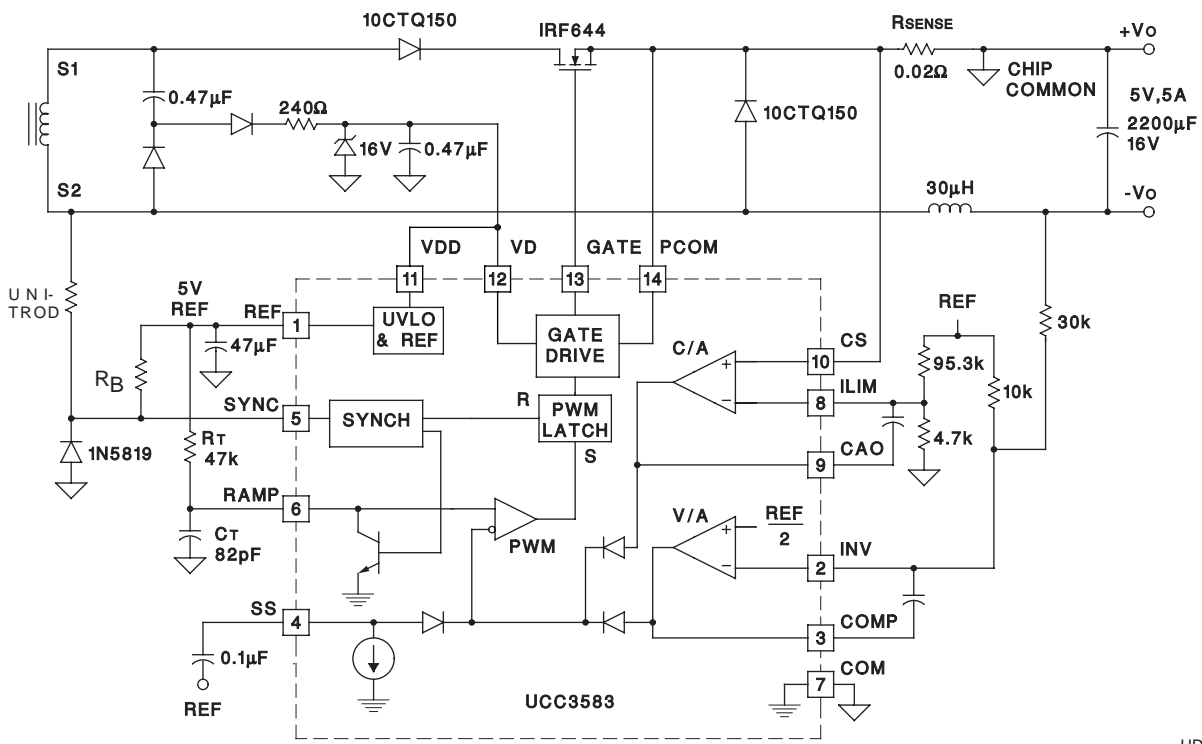 10CTQ150
IRF644
RSENSE
0.02Ω
+Vo
CHIP
COMMON
S1
0.47µF
240Ω
16V
0.47µF
10CTQ150
5V,5A
2200µF
16V
S2
30µH
-Vo
VDD
VD
GATE
PCOM
11
12
13
14
U N I-
TROD
5V
REF
REF
1
UVLO
& REF
47µF
GATE
DRIVE
REF
30k
RB
C/A
+
−
CS
10
95.3k
ILIM
8
10k
SYNC
5
SYNCH
R
PWM
LATCH
S
4.7k
CAO
9
1N5819
RT
47k
RAMP
6
CT
82pF
PWM
V/A
+
−
REF
2
INV
2
SS
4
COMP
3
0.1µF
REF
COM
7
UCC3583
UD